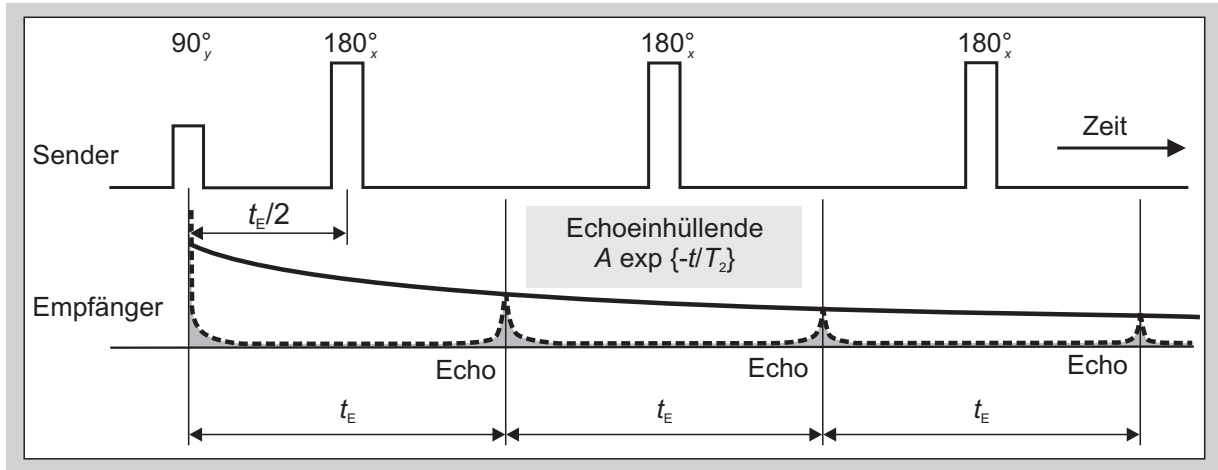 90°y 180°x 180°x 180°x
Zeit
Sender
tE/2
Echoeinhüllende
A exp {-t/T2}
Empfänger
Echo Echo Echo
tE tE tE